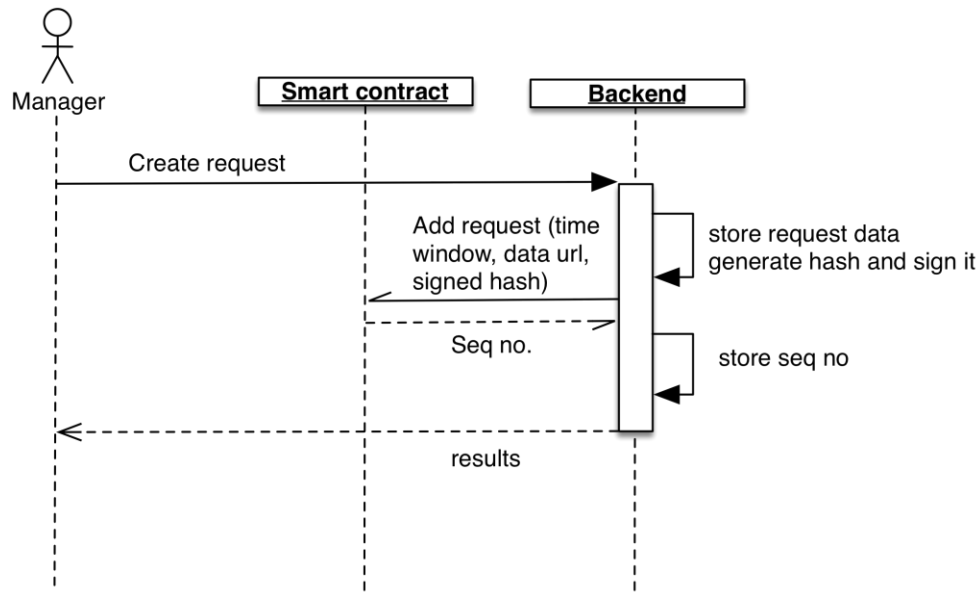 Manager
Smart contract
Backend
Create request
Add request (time
window, data url,
signed hash)
store request data
generate hash and sign it
Seq no.
store seq no
results